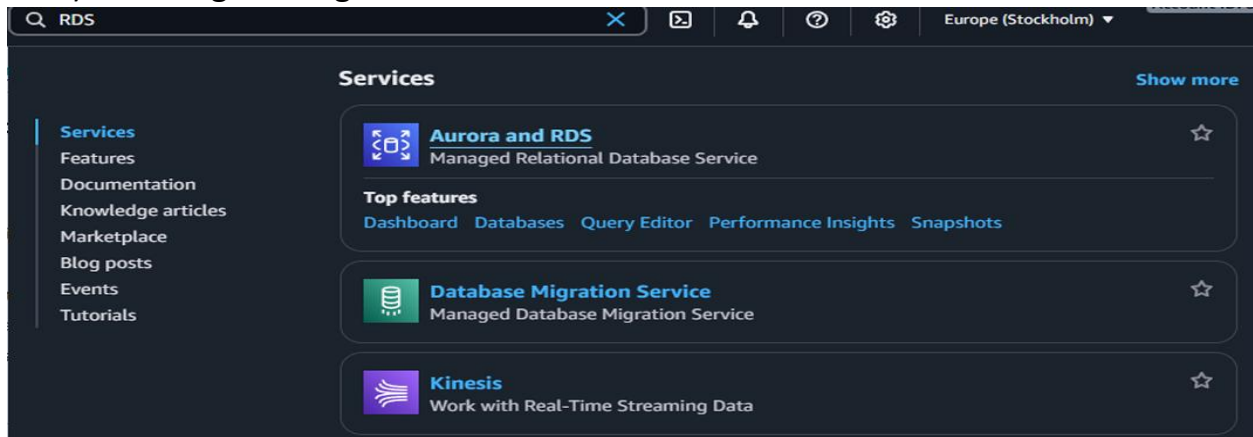 RDS
Europe (Stockholm)
Services
Show more
Services
Features
Documentation
Knowledge articles
Marketplace
Blog posts
Events
Tutorials
Aurora and RDS
Managed Relational Database Service
Top features
Dashboard Databases Query Editor Performance Insights Snapshots
Database Migration Service
Managed Database Migration Service
Kinesis
Work with Real-Time Streaming Data